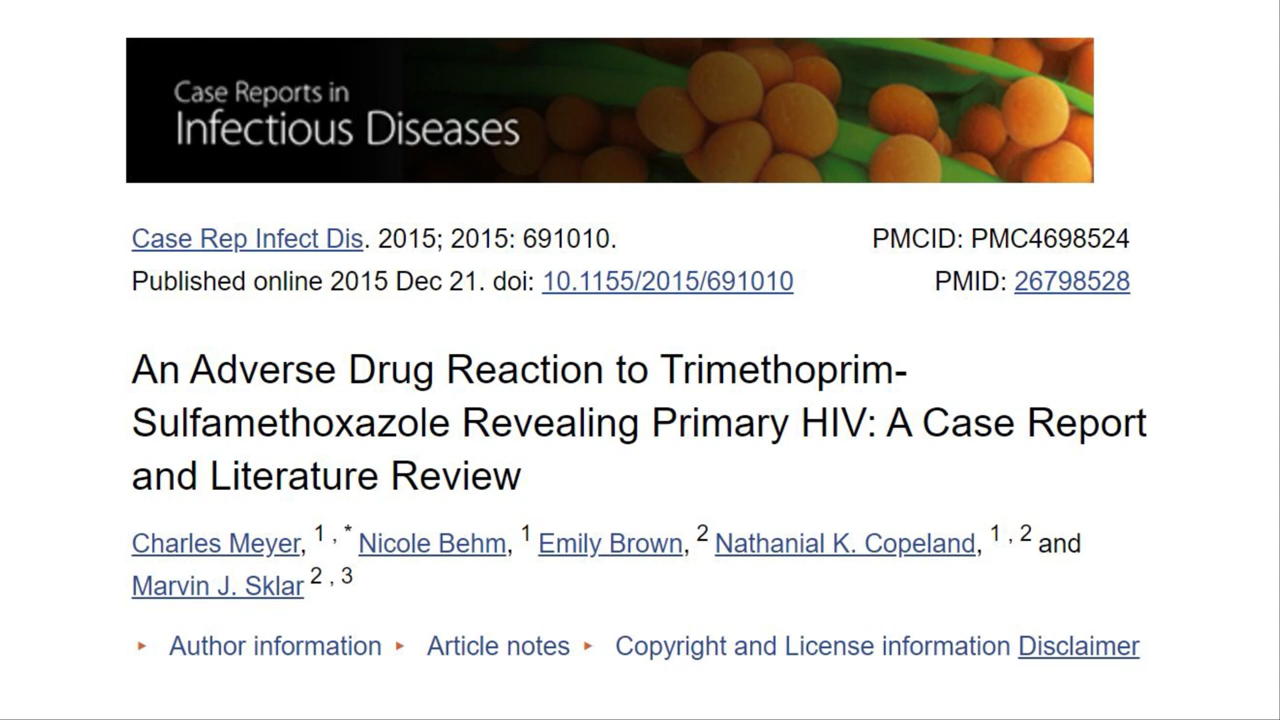 Case Reports in
Infectious Diseases
Case Rep Infect Dis. 2015; 2015: 691010. PMCID: PMC4698524
Published online 2015 Dec 21. doi: 10.1155/2015/691010 PMID: 26798528
An Adverse Drug Reaction to Trimethoprim-
Sulfamethoxazole Revealing Primary HIV: A Case Report
and Literature Review
Charles Meyer, 1 , * Nicole Behm, 1 Emily Brown, 2 Nathanial K. Copeland, 1 , 2 and
Marvin J. Sklar 2 , 3
▸ Author information ▸ Article notes ▸ Copyright and License information Disclaimer